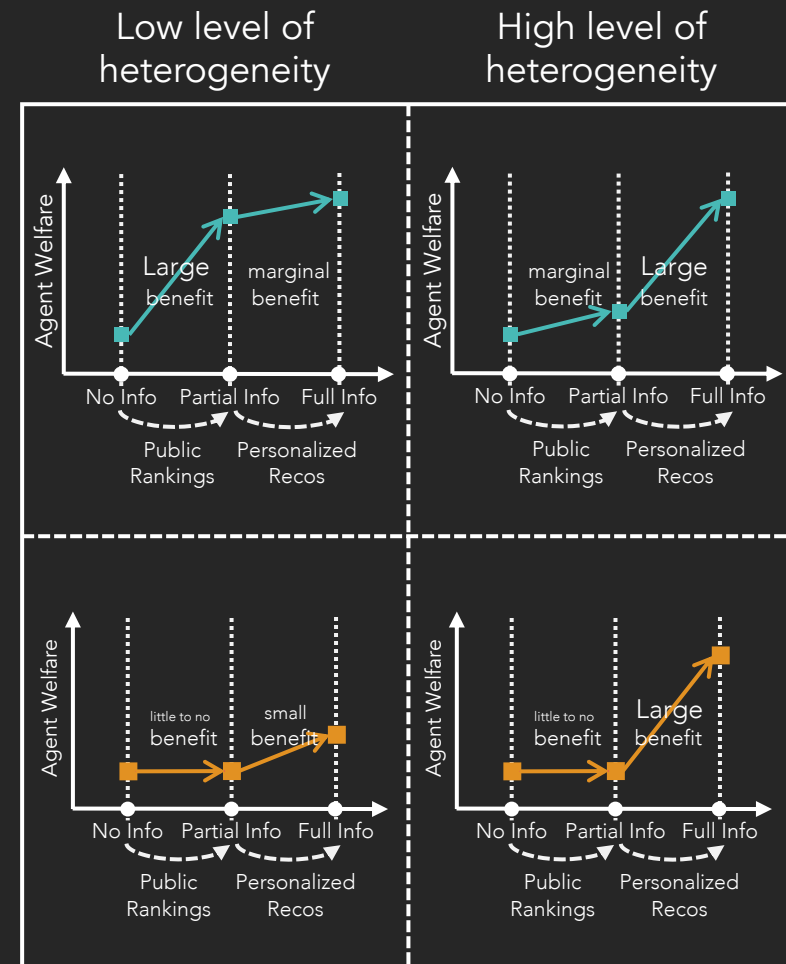 Low level of
heterogeneity
High level of
heterogeneity
Agent Welfare
Large
benefit
marginal
benefit
No Info
Partial Info
Full Info
Public
Rankings
Personalized
Recos
Agent Welfare
marginal
benefit
Large
benefit
No Info
Partial Info
Full Info
Public
Rankings
Personalized
Recos
Agent Welfare
little to no
benefit
small
benefit
No Info
Partial Info
Full Info
Public
Rankings
Personalized
Recos
Agent Welfare
little to no
benefit
Large
benefit
No Info
Partial Info
Full Info
Public
Rankings
Personalized
Recos